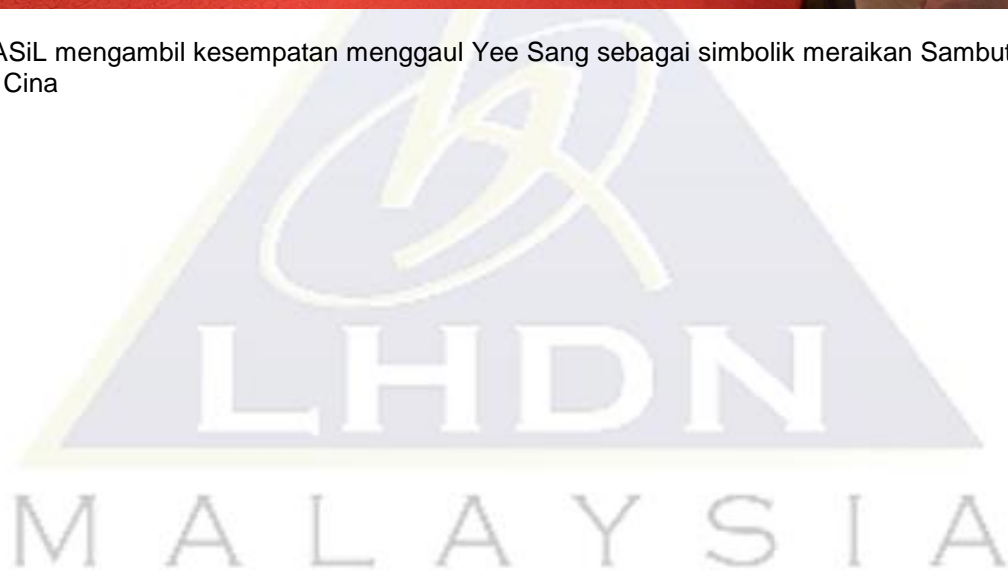 ASiL mengambil kesempatan menggaul Yee Sang sebagai simbolik meraikan Sambut
Cina
LHDN
MALAYSIA